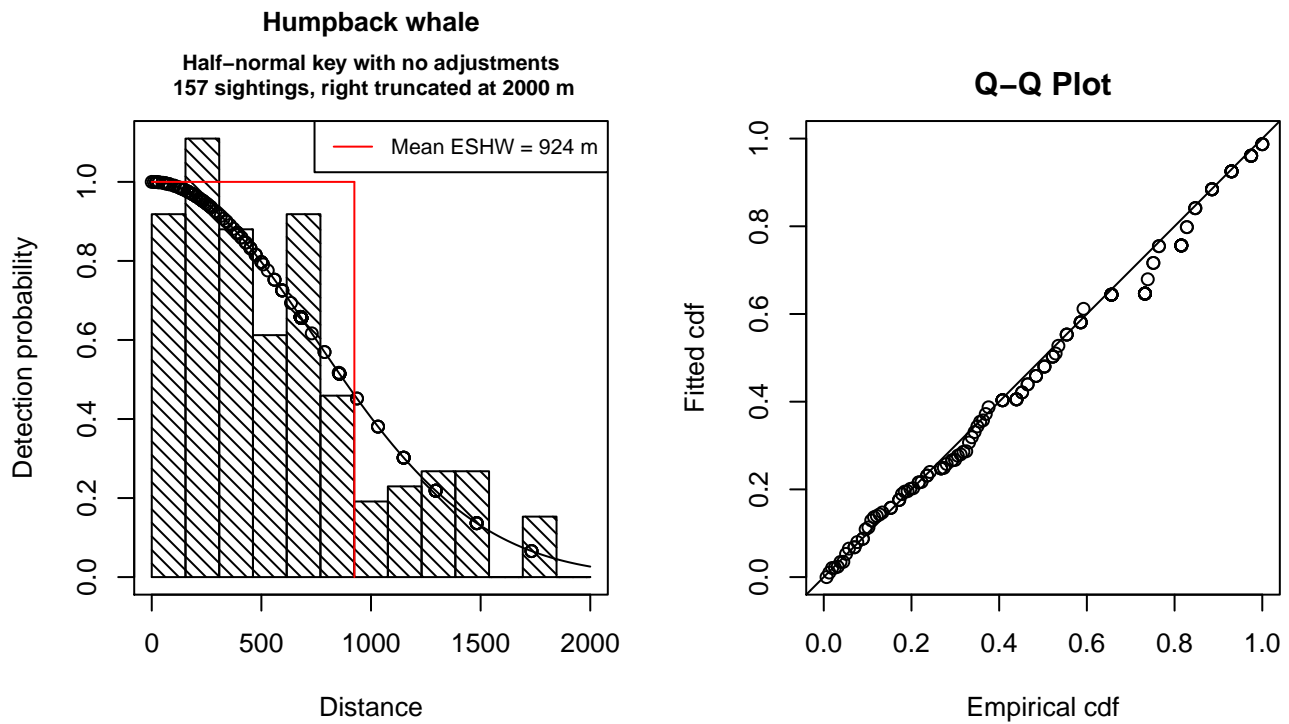 Humpback whale
Half−normal key with no adjustments
157 sightings, right truncated at 2000 m
Mean ESHW = 924 m
Detection probability
0.0 0.2 0.4 0.6 0.8 1.0
0 500 1000 1500 2000
Distance
Q−Q Plot
Fitted cdf
0.0 0.2 0.4 0.6 0.8 1.0
0.0 0.2 0.4 0.6 0.8 1.0
Empirical cdf